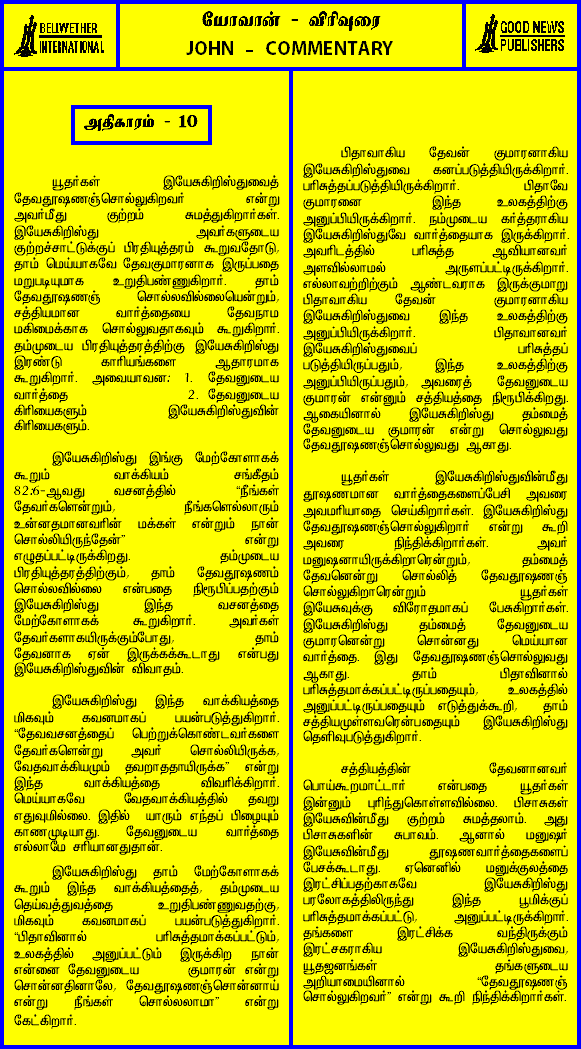 BELLWETHER
INTERNATIONAL
யோவான் - விரிவுரை
JOHN - COMMENTARY
GOOD NEWS
PUBLISHERS
அதிகாரம் - 10
யூதர்கள் இயேசுகிறிஸ்துவைத்
தேவதூஷணஞ்சொல்லுகிறவர் என்று
அவர்மீது குற்றம் சுமத்துகிறார்கள்.
இயேசுகிறிஸ்து அவர்களுடைய
குற்றச்சாட்டுக்குப் பிரதியுத்தரம் கூறுவதோடு,
தாம் மெய்யாகவே தேவகுமாரனாக இருப்பதை
மறுபடியுமாக உறுதிபண்ணுகிறார். தாம்
தேவதூஷணஞ் சொல்லவில்லையென்றும்,
சத்தியமான வார்த்தையை தேவநாம
மகிமைக்காக சொல்லுவதாகவும் கூறுகிறார்.
தம்முடைய பிரதியுத்தரத்திற்கு இயேசுகிறிஸ்து
இரண்டு காரியங்களை ஆதாரமாக
கூறுகிறார். அவையாவன: 1. தேவனுடைய
வார்த்தை 2. தேவனுடைய
கிரியைகளும் இயேசுகிறிஸ்துவின்
கிரியைகளும்.
இயேசுகிறிஸ்து இங்கு மேற்கோளாகக்
கூறும் வாக்கியம் சங்கீதம்
82:6-ஆவது வசனத்தில் "நீங்கள்
தேவர்களென்றும், நீங்களெல்லாரும்
உன்னதமானவரின் மக்கள் என்றும் நான்
சொல்லியிருந்தேன்" என்று
எழுதப்பட்டிருக்கிறது. தம்முடைய
பிரதியுத்தரத்திற்கும், தாம் தேவதூஷணம்
சொல்லவில்லை என்பதை நிரூபிப்பதற்கும்
இயேசுகிறிஸ்து இந்த வசனத்தை
மேற்கோளாகக் கூறுகிறார். அவர்கள்
தேவர்களாகயிருக்கும்போது, தாம்
தேவனாக ஏன் இருக்கக்கூடாது என்பது
இயேசுகிறிஸ்துவின் விவாதம்.
இயேசுகிறிஸ்து இந்த வாக்கியத்தை
மிகவும் கவனமாகப் பயன்படுத்துகிறார்.
"தேவவசனத்தைப் பெற்றுக்கொண்டவர்களை
தேவர்களென்று அவர் சொல்லியிருக்க,
வேதவாக்கியமும் தவறாததாயிருக்க" என்று
இந்த வாக்கியத்தை விவரிக்கிறார்.
மெய்யாகவே வேதவாக்கியத்தில் தவறு
எதுவுமில்லை. இதில் யாரும் எந்தப் பிழையும்
காணமுடியாது. தேவனுடைய வார்த்தை
எல்லாமே சரியானதுதான்.
இயேசுகிறிஸ்து தாம் மேற்கோளாகக்
கூறும் இந்த வாக்கியத்தைத், தம்முடைய
தெய்வத்துவத்தை உறுதிபண்ணுவதற்கு,
மிகவும் கவனமாகப் பயன்படுத்துகிறார்.
"பிதாவினால் பரிசுத்தமாக்கப்பட்டும்,
உலகத்தில் அனுப்பட்டும் இருக்கிற நான்
என்னை தேவனுடைய குமாரன் என்று
சொன்னதினாலே, தேவதூஷணஞ்சொன்னாய்
என்று நீங்கள் சொல்லலாமா" என்று
கேட்கிறார்.
பிதாவாகிய தேவன் குமாரனாகிய
இயேசுகிறிஸ்துவை கனப்படுத்தியிருக்கிறார்.
பரிசுத்தப்படுத்தியிருக்கிறார். பிதாவே
குமாரனை இந்த உலகத்திற்கு
அனுப்பியிருக்கிறார். நம்முடைய கர்த்தராகிய
இயேசுகிறிஸ்துவே வார்த்தையாக இருக்கிறார்.
அவரிடத்தில் பரிசுத்த ஆவியானவர்
அளவில்லாமல் அருளப்பட்டிருக்கிறார்.
எல்லாவற்றிற்கும் ஆண்டவராக இருக்குமாறு
பிதாவாகிய தேவன் குமாரனாகிய
இயேசுகிறிஸ்துவை இந்த உலகத்திற்கு
அனுப்பியிருக்கிறார். பிதாவானவர்
இயேசுகிறிஸ்துவைப் பரிசுத்தப்
படுத்தியிருப்பதும், இந்த உலகத்திற்கு
அனுப்பியிருப்பதும், அவரைத் தேவனுடைய
குமாரன் என்னும் சத்தியத்தை நிரூபிக்கிறது.
ஆகையினால் இயேசுகிறிஸ்து தம்மைத்
தேவனுடைய குமாரன் என்று சொல்லுவது
தேவதூஷணஞ்சொல்லுவது ஆகாது.
யூதர்கள் இயேசுகிறிஸ்துவின்மீது
தூஷணமான வார்த்தைகளைப்பேசி அவரை
அவமரியாதை செய்கிறார்கள். இயேசுகிறிஸ்து
தேவதூஷணஞ்சொல்லுகிறார் என்று கூறி
அவரை நிந்திக்கிறார்கள். அவர்
மனுஷனாயிருக்கிறாரென்றும், தம்மைத்
தேவனென்று சொல்லித் தேவதூஷணஞ்
சொல்லுகிறாரென்றும் யூதர்கள்
இயேசுவுக்கு விரோதமாகப் பேசுகிறார்கள்.
இயேசுகிறிஸ்து தம்மைத் தேவனுடைய
குமாரனென்று சொன்னது மெய்யான
வார்த்தை. இது தேவதூஷணஞ்சொல்லுவது
ஆகாது. தாம் பிதாவினால்
பரிசுத்தமாக்கப்பட்டிருப்பதையும், உலகத்தில்
அனுப்பட்டிருப்பதையும் எடுத்துக்கூறி, தாம்
சத்தியமுள்ளவரென்பதையும் இயேசுகிறிஸ்து
தெளிவுபடுத்துகிறார்.
சத்தியத்தின் தேவனானவர்
பொய்கூறமாட்டார் என்பதை யூதர்கள்
இன்னும் புரிந்துகொள்ளவில்லை. பிசாசுகள்
இயேசுவின்மீது குற்றம் சுமத்தலாம். அது
பிசாசுகளின் சுபாவம். ஆனால் மனுஷர்
இயேசுவின்மீது தூஷணவார்த்தைகளைப்
பேசக்கூடாது. ஏனெனில் மனுக்குலத்தை
இரட்சிப்பதற்காகவே இயேசுகிறிஸ்து
பரலோகத்திலிருந்து இந்த பூமிக்குப்
பரிசுத்தமாக்கப்பட்டு, அனுப்பட்டிருக்கிறார்.
தங்களை இரட்சிக்க வந்திருக்கும்
இரட்சகராகிய இயேசுகிறிஸ்துவை,
யூதஜனங்கள் தங்களுடைய
அறியாமையினால் "தேவதூஷணஞ்
சொல்லுகிறவர்" என்று கூறி நிந்திக்கிறார்கள்.